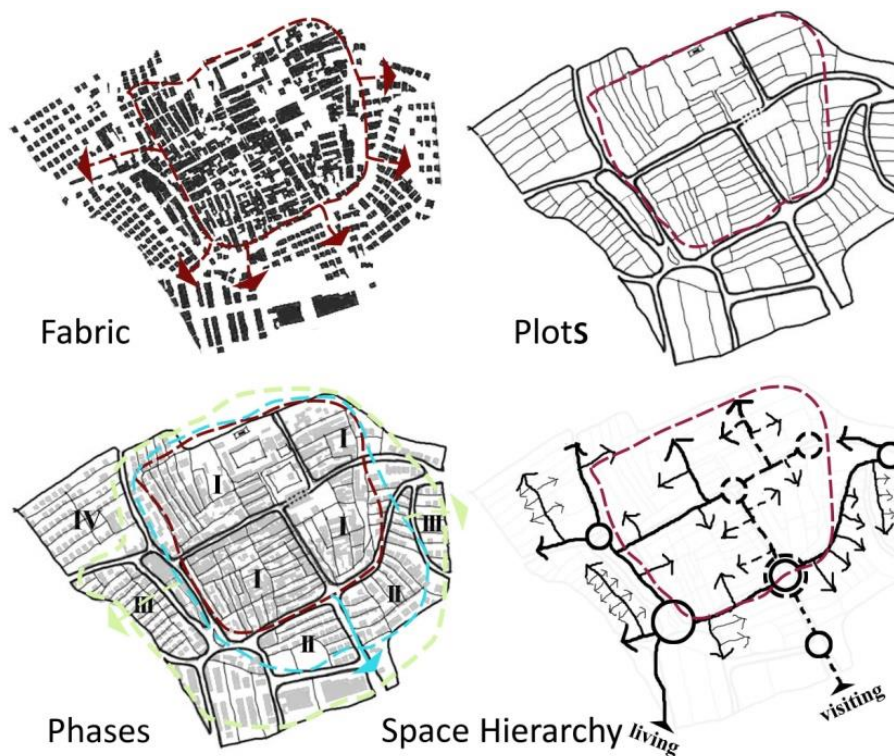 Fabric
Plots
I
I
I
I
IV
III
III
II
II
Phases
Space Hierarchy
living
visiting